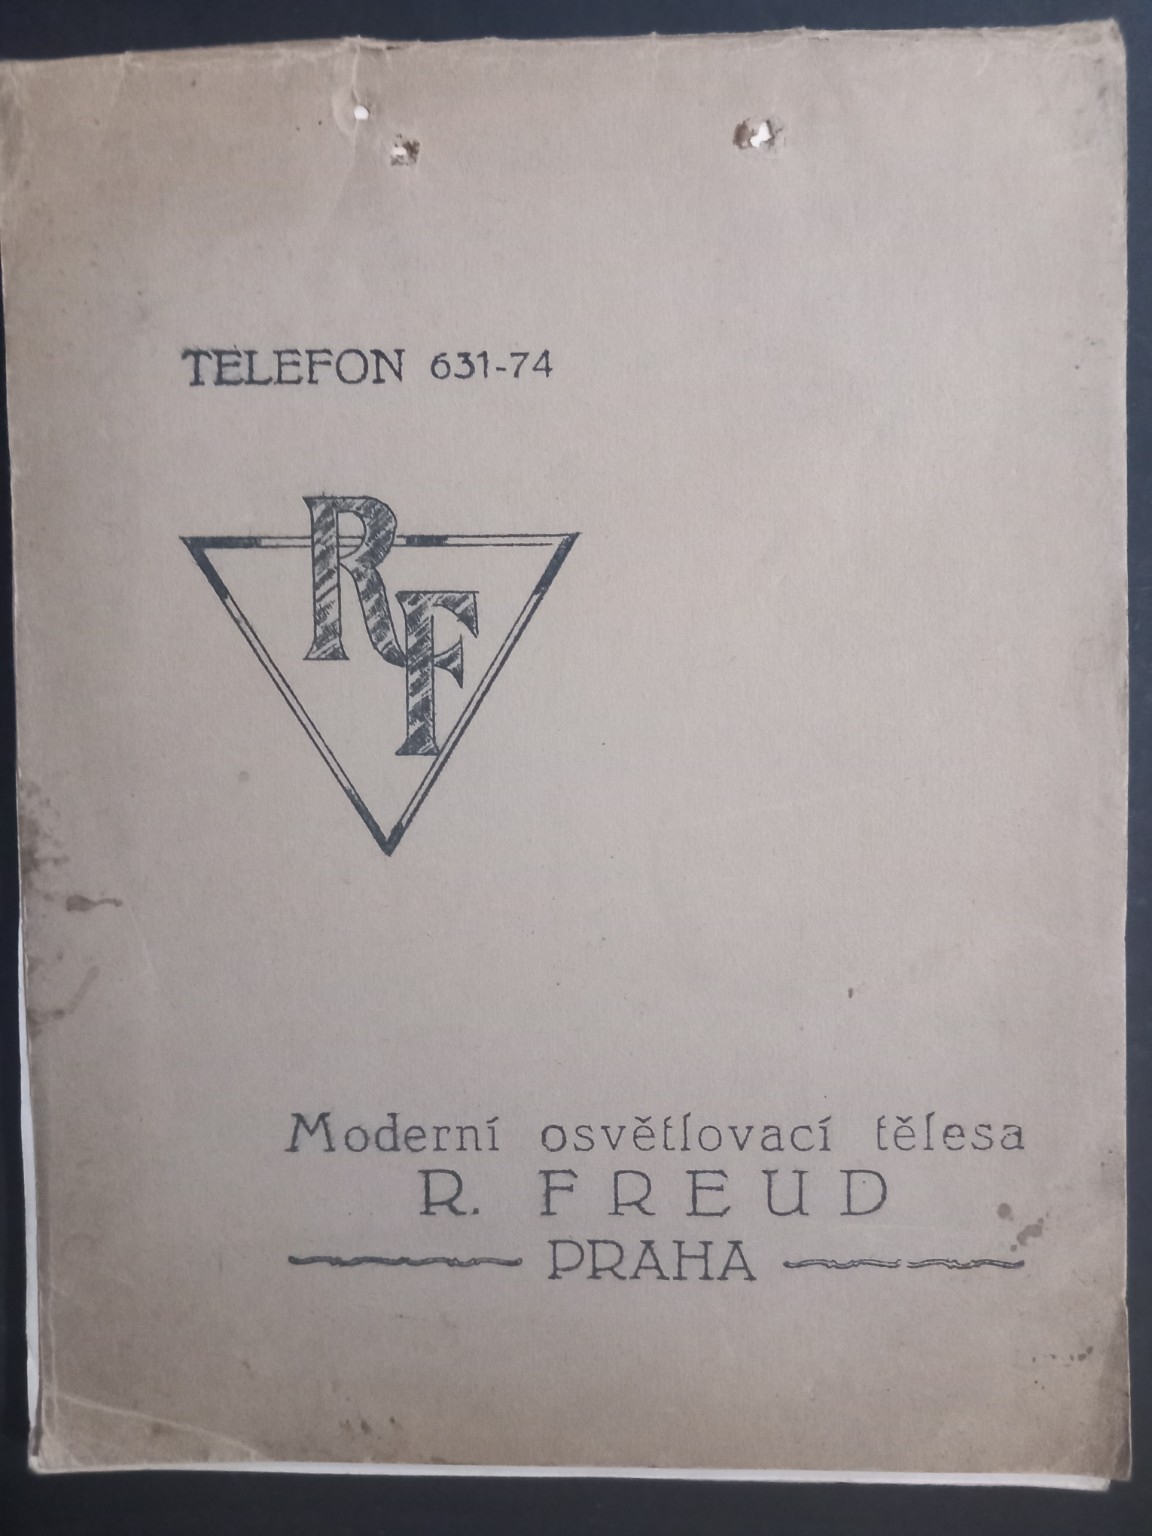 TELEFON 631-74
RF
Moderní osvětlovací tělesa
R. FREUD
PRAHA